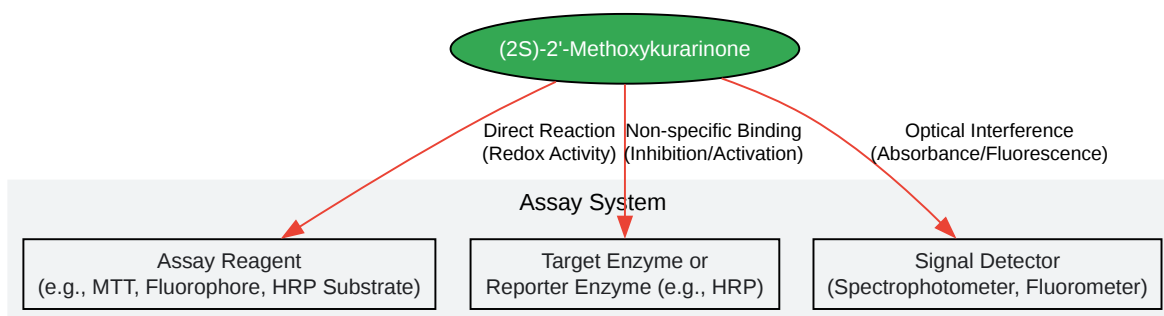 (2S)-2'-Methoxykurarinone
Direct Reaction
(Redox Activity)
Non-specific Binding
(Inhibition/Activation)
Optical Interference
(Absorbance/Fluorescence)
Assay System
Assay Reagent
(e.g., MTT, Fluorophore, HRP Substrate)
Target Enzyme or
Reporter Enzyme (e.g., HRP)
Signal Detector
(Spectrophotometer, Fluorometer)